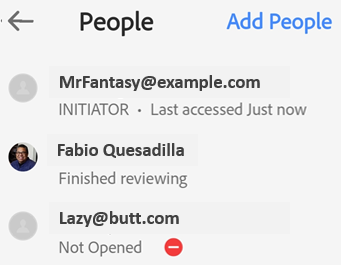 People
Add People
MrFantasy@example.com
INITIATOR • Last accessed Just now
Fabio Quesadilla
Finished reviewing
Lazy@butt.com
Not Opened